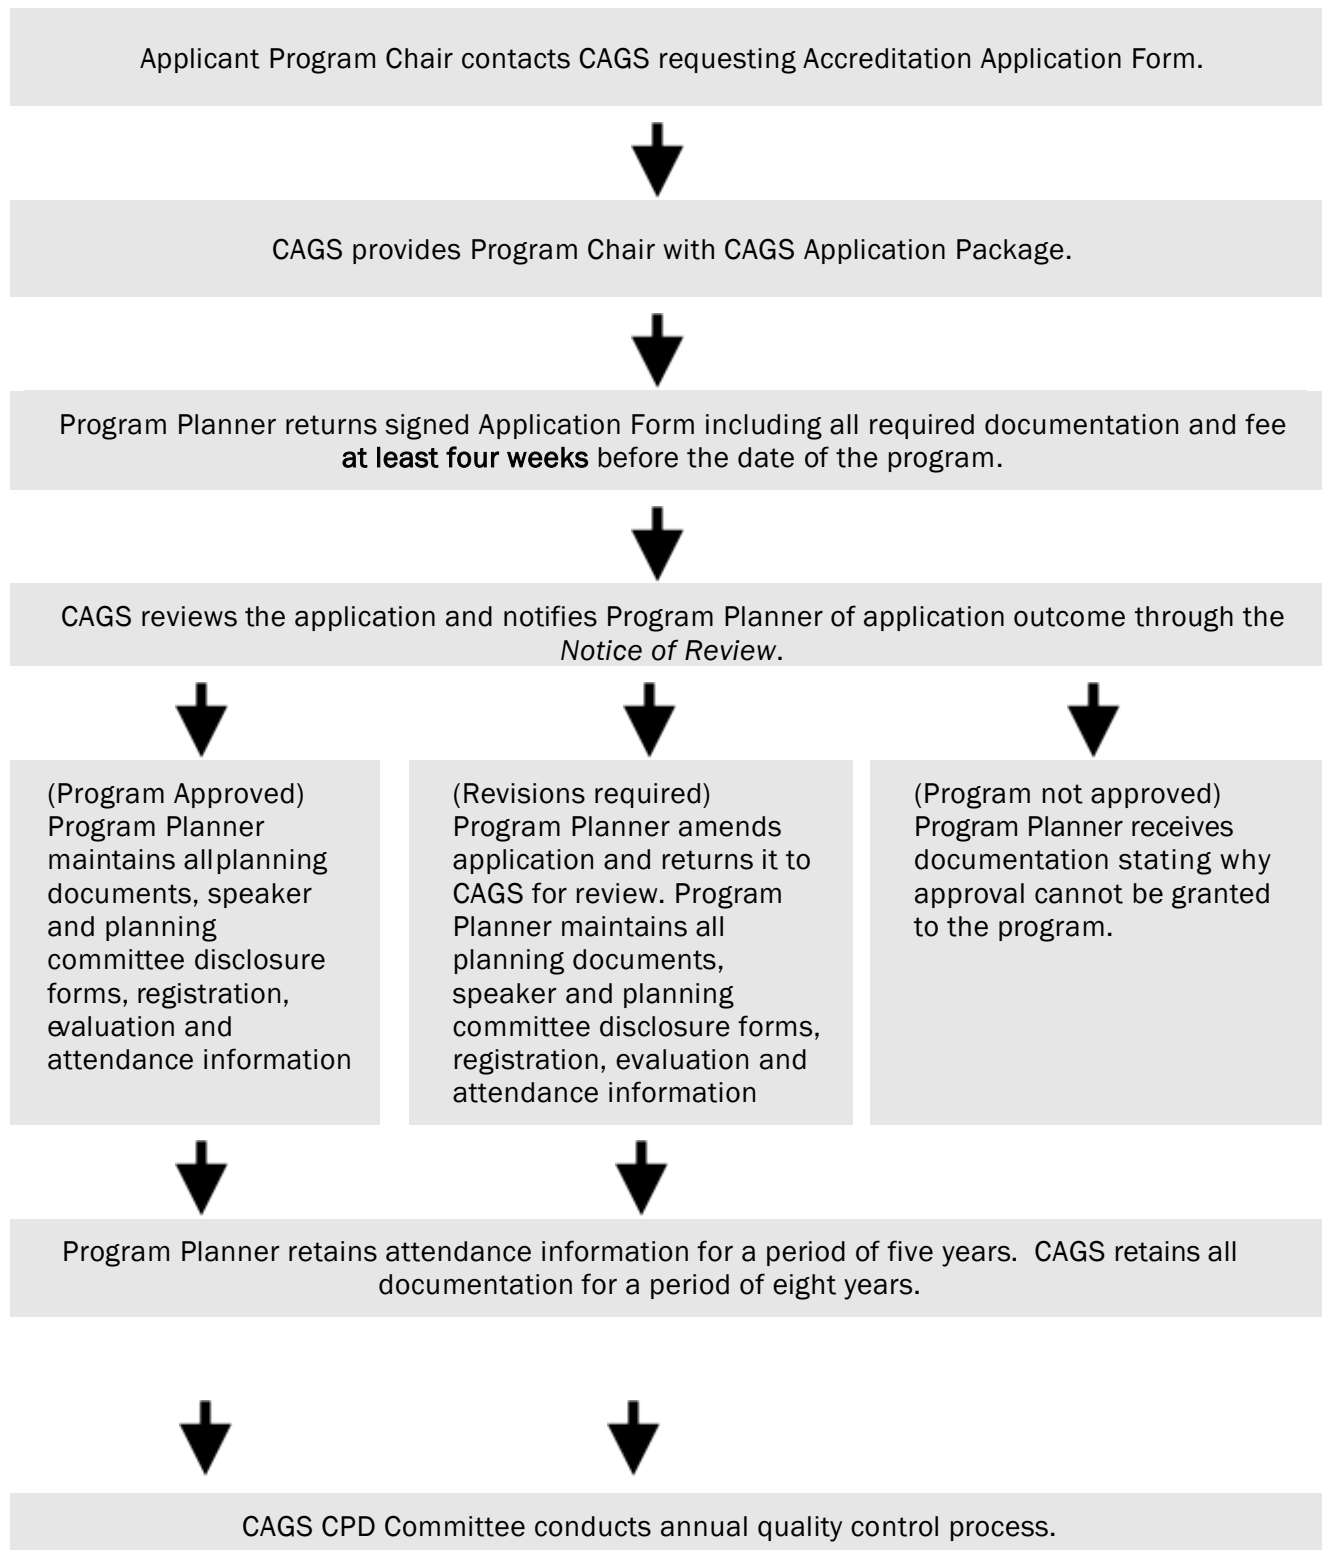 Applicant Program Chair contacts CAGS requesting Accreditation Application Form.
CAGS provides Program Chair with CAGS Application Package.
Program Planner returns signed Application Form including all required documentation and fee
at least four weeks before the date of the program.
CAGS reviews the application and notifies Program Planner of application outcome through the
Notice of Review.
(Program Approved)
Program Planner
maintains allplanning
documents, speaker
and planning
committee disclosure
forms, registration,
evaluation and
attendance information
(Revisions required)
Program Planner amends
application and returns it to
CAGS for review. Program
Planner maintains all
planning documents,
speaker and planning
committee disclosure forms,
registration, evaluation and
attendance information
(Program not approved)
Program Planner receives
documentation stating why
approval cannot be granted
to the program.
Program Planner retains attendance information for a period of five years.  CAGS retains all
documentation for a period of eight years.
CAGS CPD Committee conducts annual quality control process.